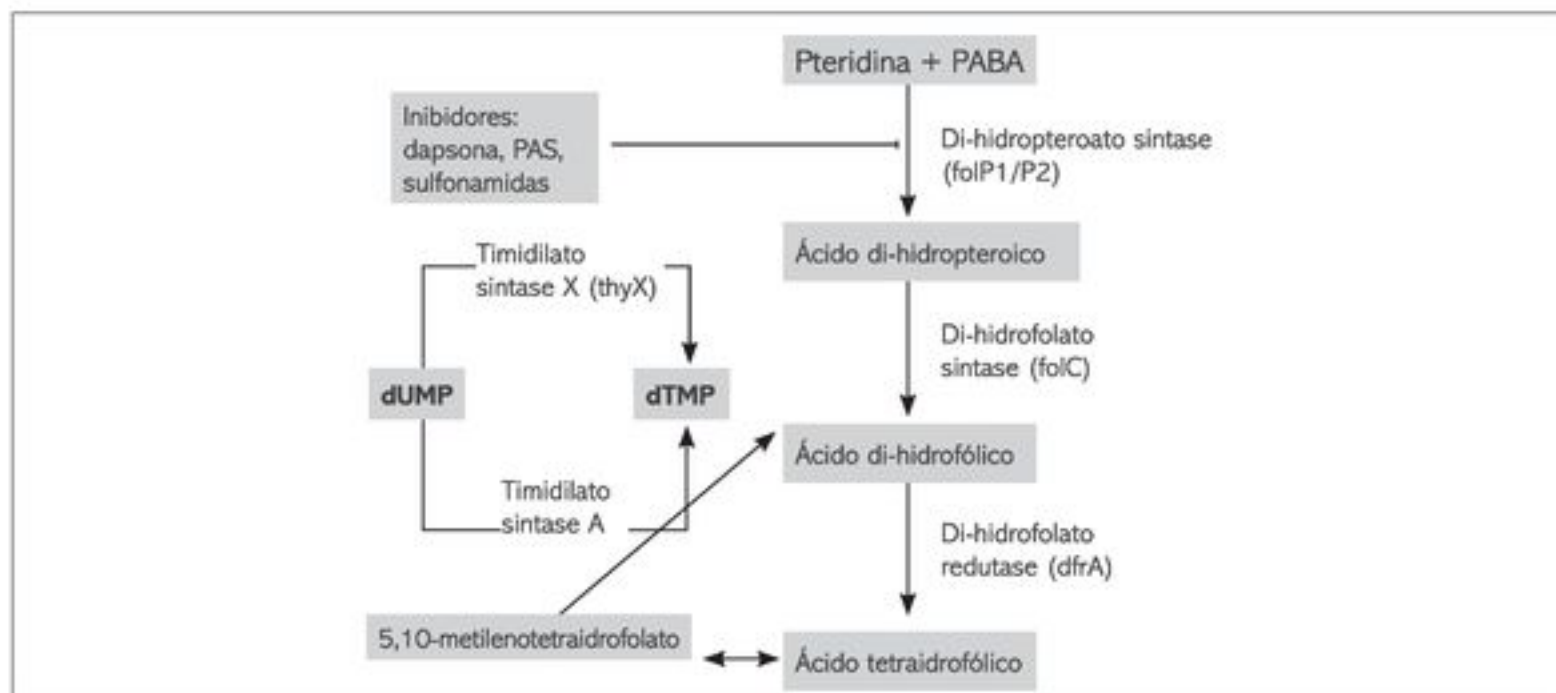 Pteridina + PABA
Inibidores:
dapsona, PAS,
sulfonamidas
Di-hidropteroato sintase
(folP1/P2)
Ácido di-hidropteroico
Timidilato
sintase X (thyX)
Di-hidrofolato
sintase (folC)
dUMP
dTMP
Ácido di-hidrofólico
Timidilato
sintase A
Di-hidrofolato
redutase (dfrA)
5,10-metilenotetraidrofolato
Ácido tetraidrofólico